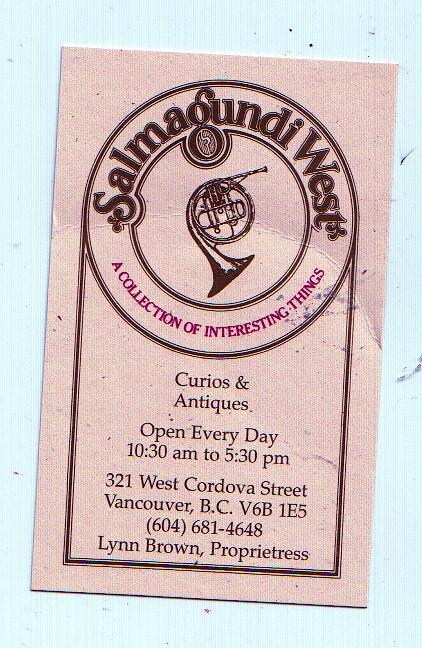 Salmagundi West
A COLLECTION OF INTERESTING THINGS
Curios &
Antiques
Open Every Day
10:30 am to 5:30 pm
321 West Cordova Street
Vancouver, B.C. V6B 1E5
(604) 681-4648
Lynn Brown, Proprietress